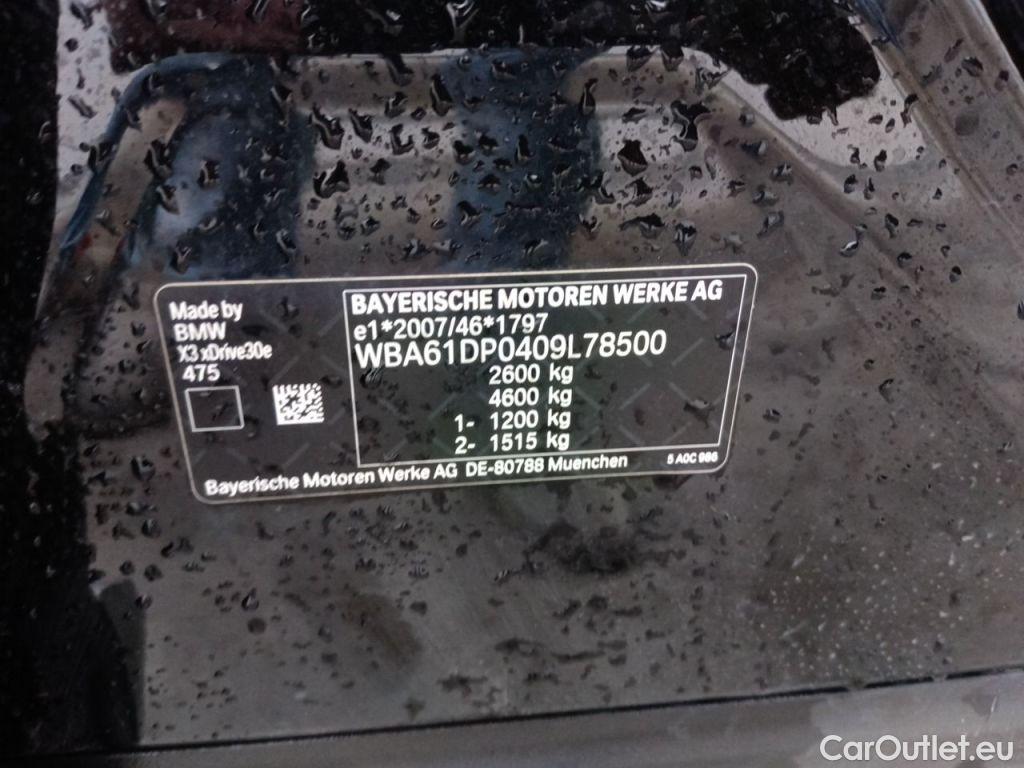 Made by
BMW
X3 xDrive30e
475
BAYERISCHE MOTOREN WERKE AG
e1*2007/46*1797
WBA61DP0409L78500
2600 kg
4600 kg
1- 1200 kg
2- 1515 kg
Bayerische Motoren Werke AG DE-80788 Muenchen
5 A0C 986
CarOutlet.eu